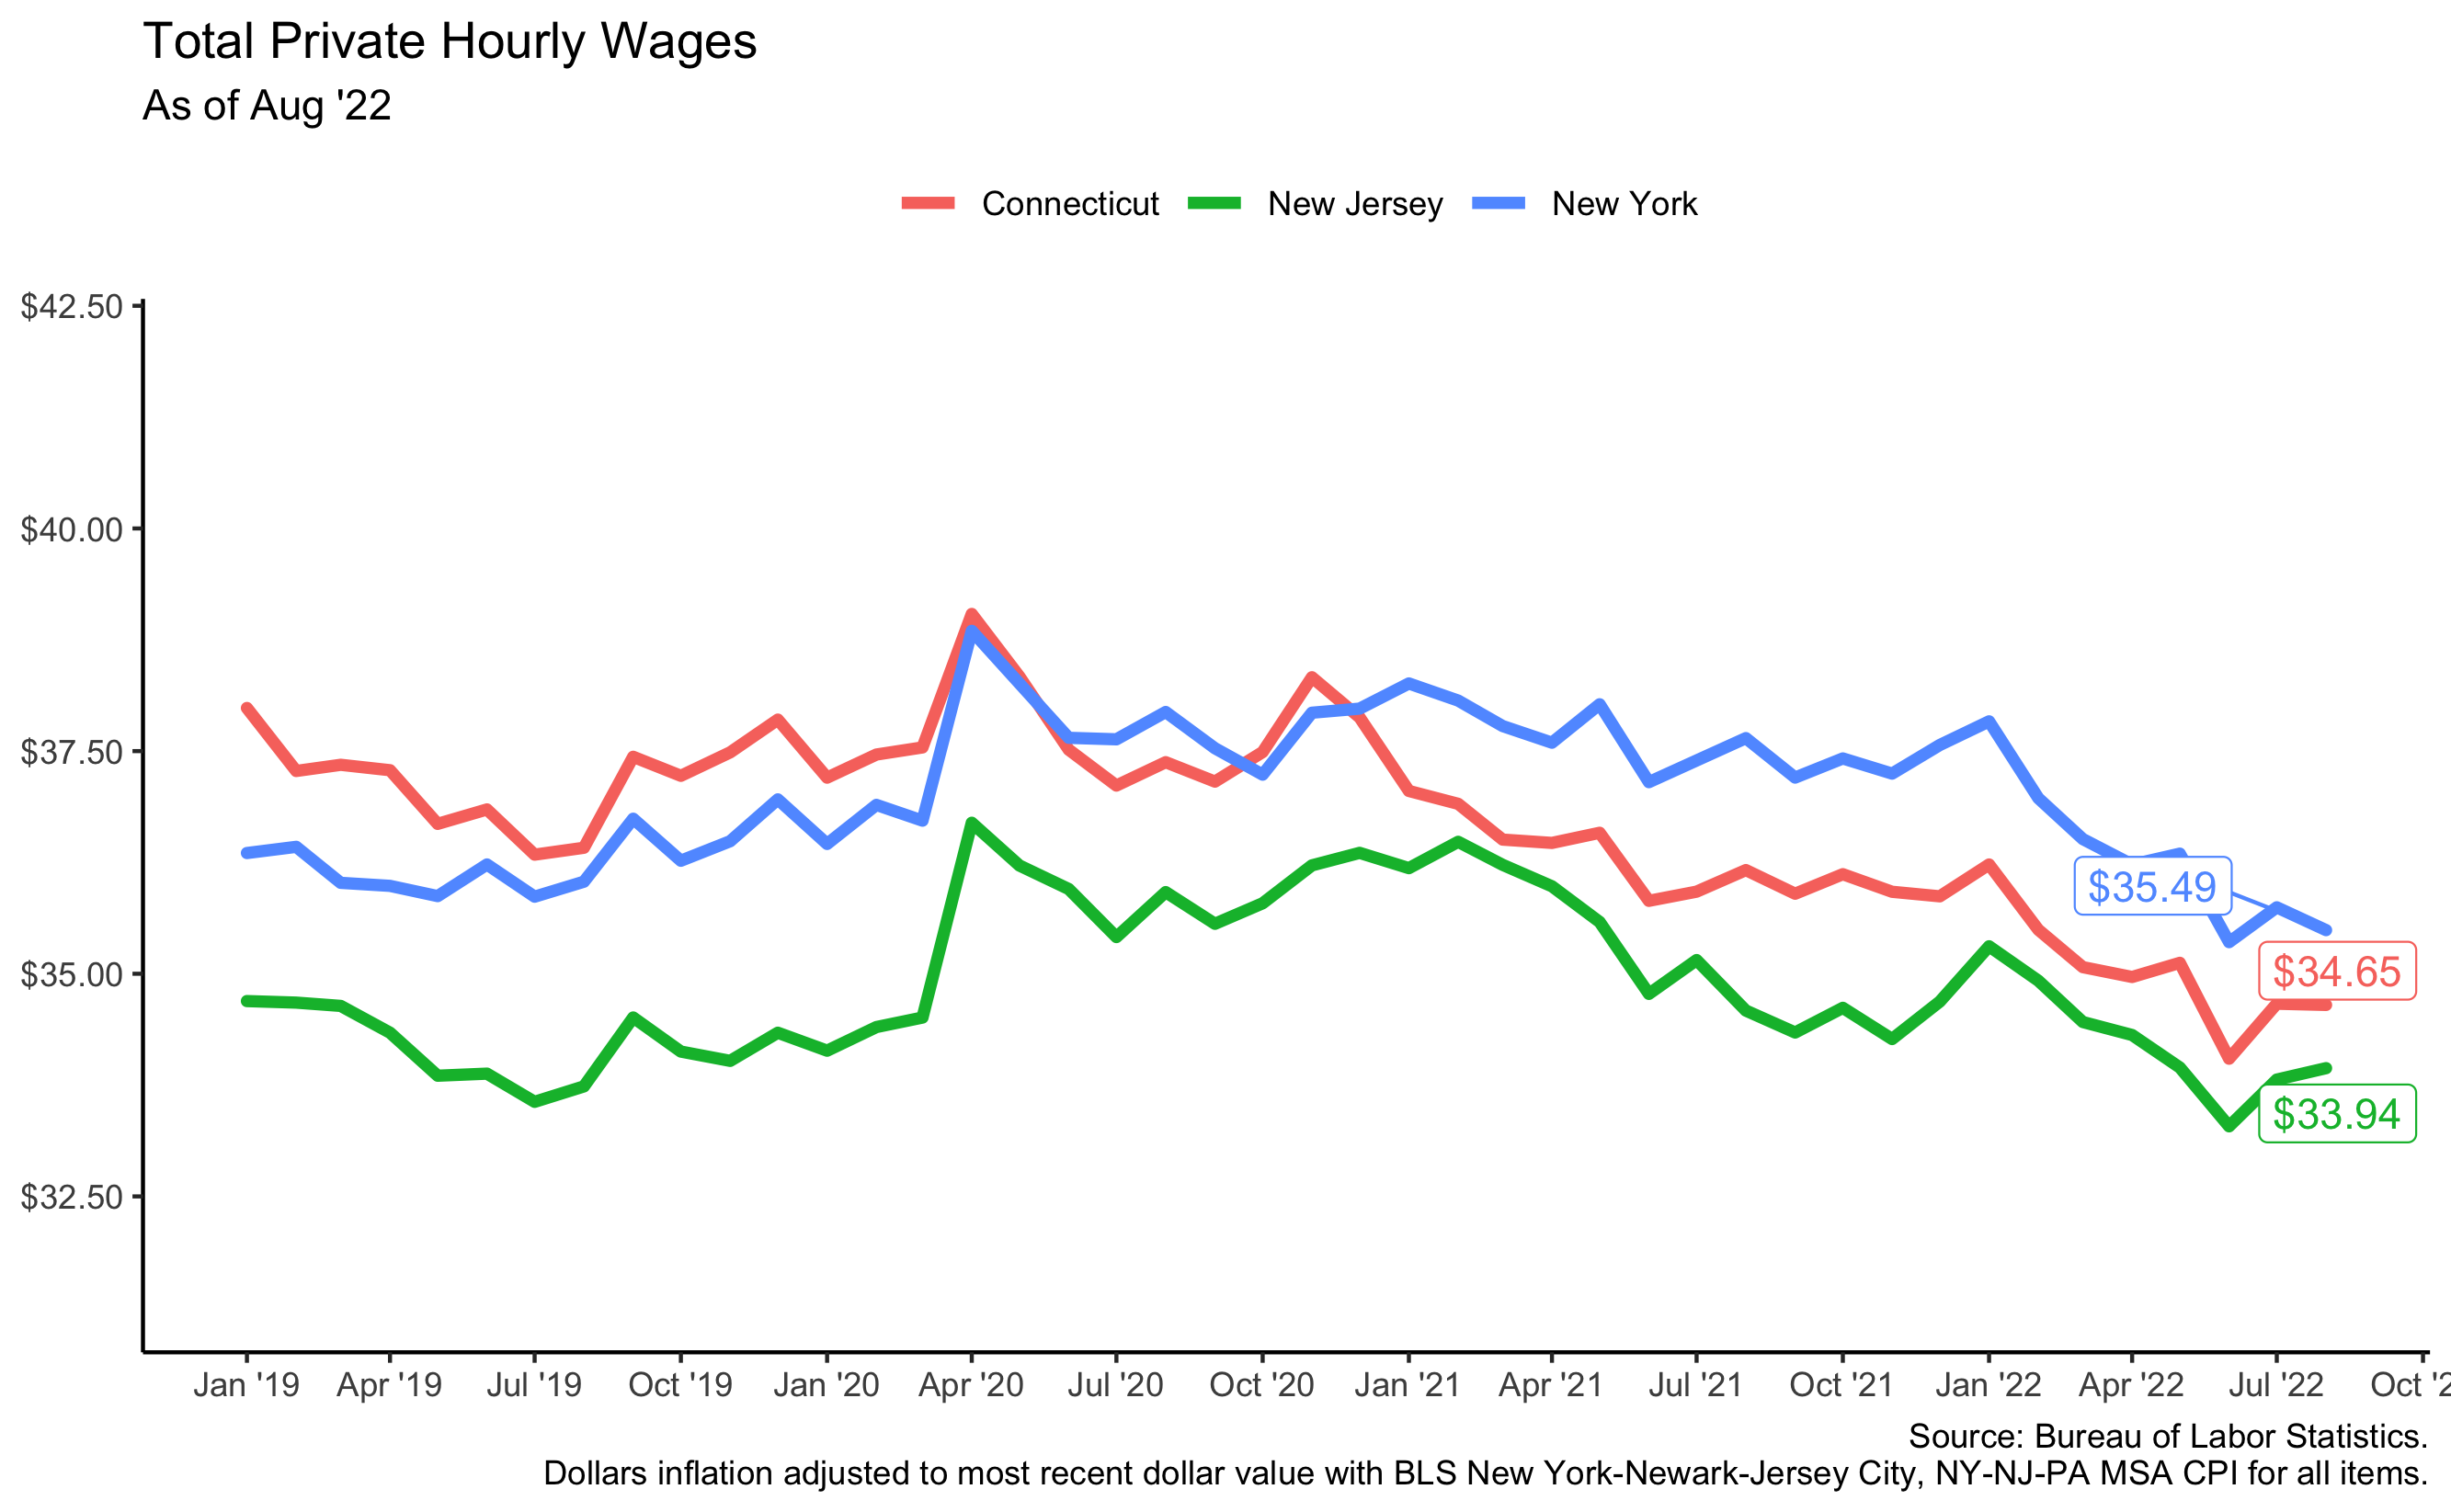 Total Private Hourly Wages
As of Aug '22
Connecticut New Jersey New York
$42.50
$40.00
$37.50
$35.00
$32.50
$35.49
$34.65
$33.94
Jan '19 Apr '19 Jul '19 Oct '19 Jan '20 Apr '20 Jul '20 Oct '20 Jan '21 Apr '21 Jul '21 Oct '21 Jan '22 Apr '22 Jul '22 Oct '2
Source: Bureau of Labor Statistics.
Dollars inflation adjusted to most recent dollar value with BLS New York-Newark-Jersey City, NY-NJ-PA MSA CPI for all items.